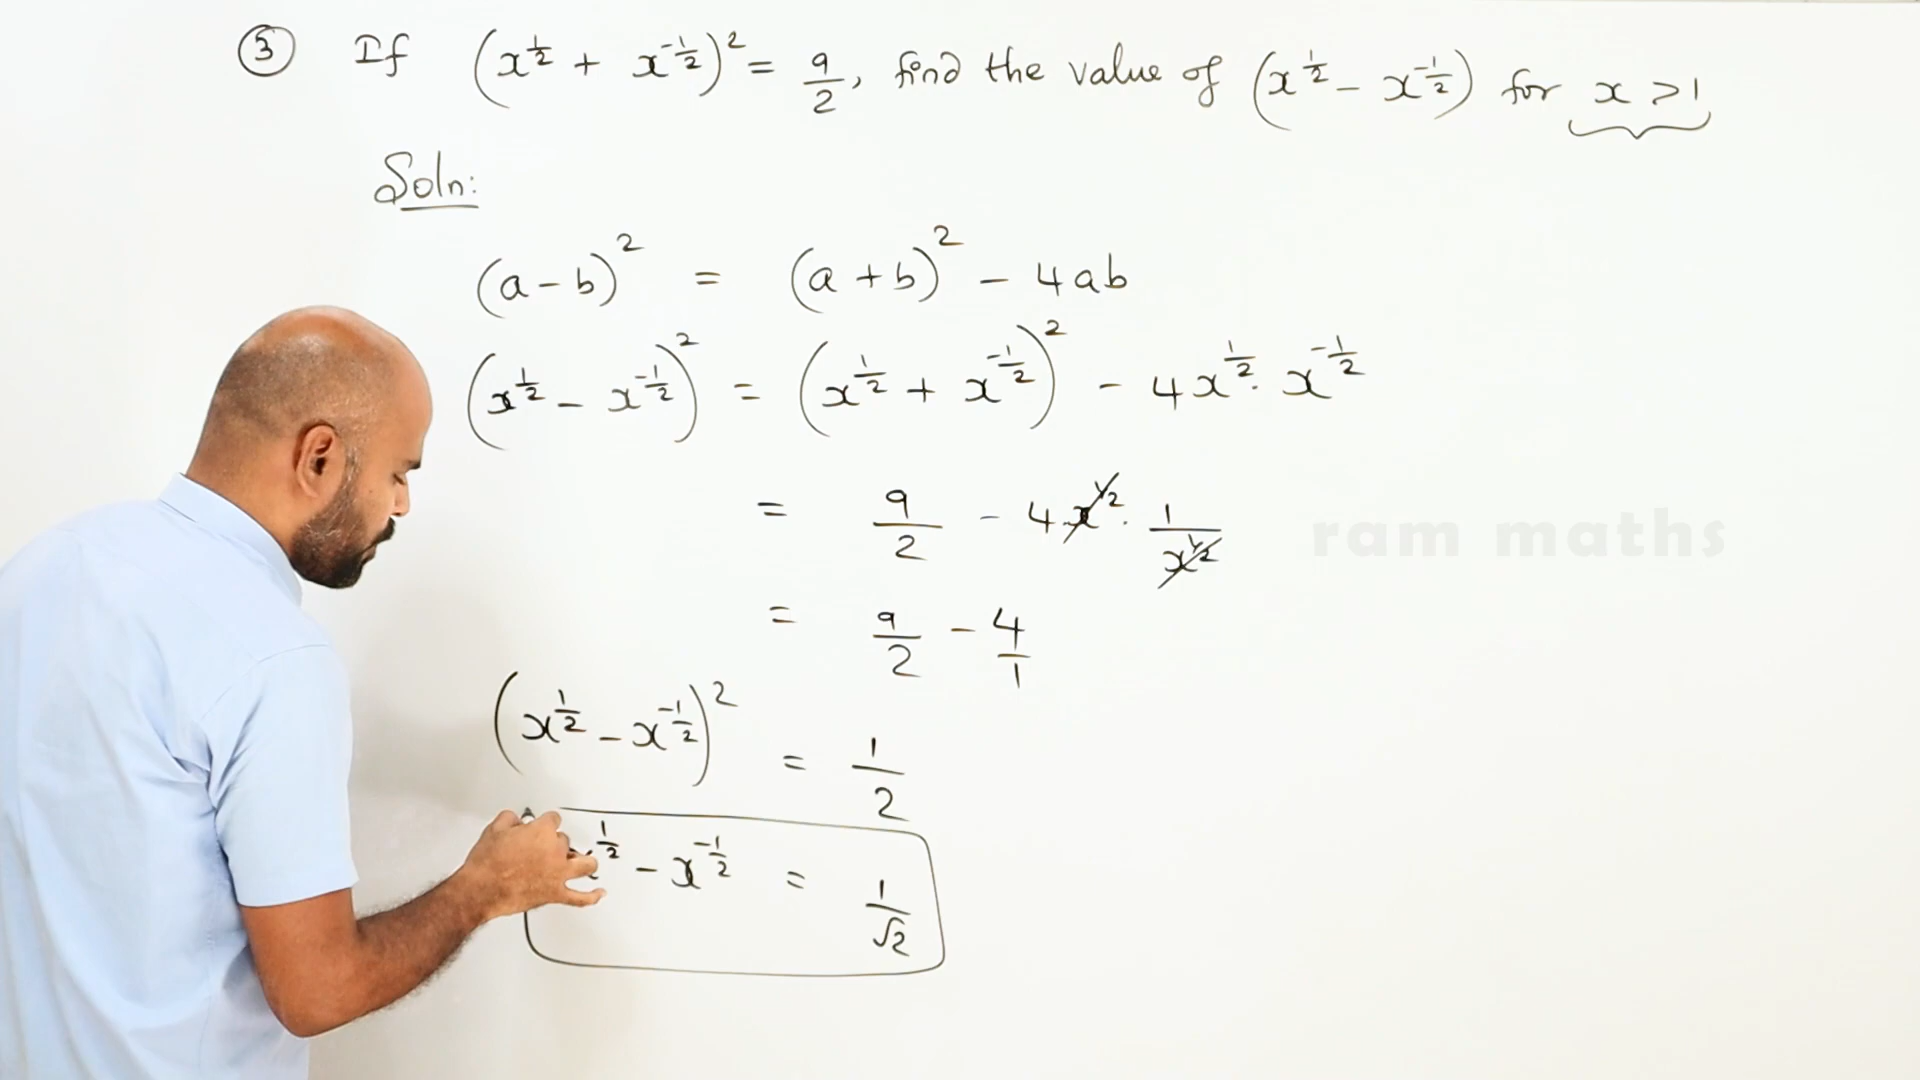 ③ If (x^{1/2} + x^{-1/2})^2 = 9/2, find the value of (x^{1/2} - x^{-1/2}) for x > 1
Soln:
(a - b)^2 = (a + b)^2 - 4ab
(x^{1/2} - x^{-1/2})^2 = (x^{1/2} + x^{-1/2})^2 - 4x^{1/2} · x^{-1/2}
= 9/2 - 4x^{1/2} · 1/x^{1/2}
ram maths
= 9/2 - 4/1
(x^{1/2} - x^{-1/2})^2 = 1/2
x^{1/2} - x^{-1/2} = 1/√2